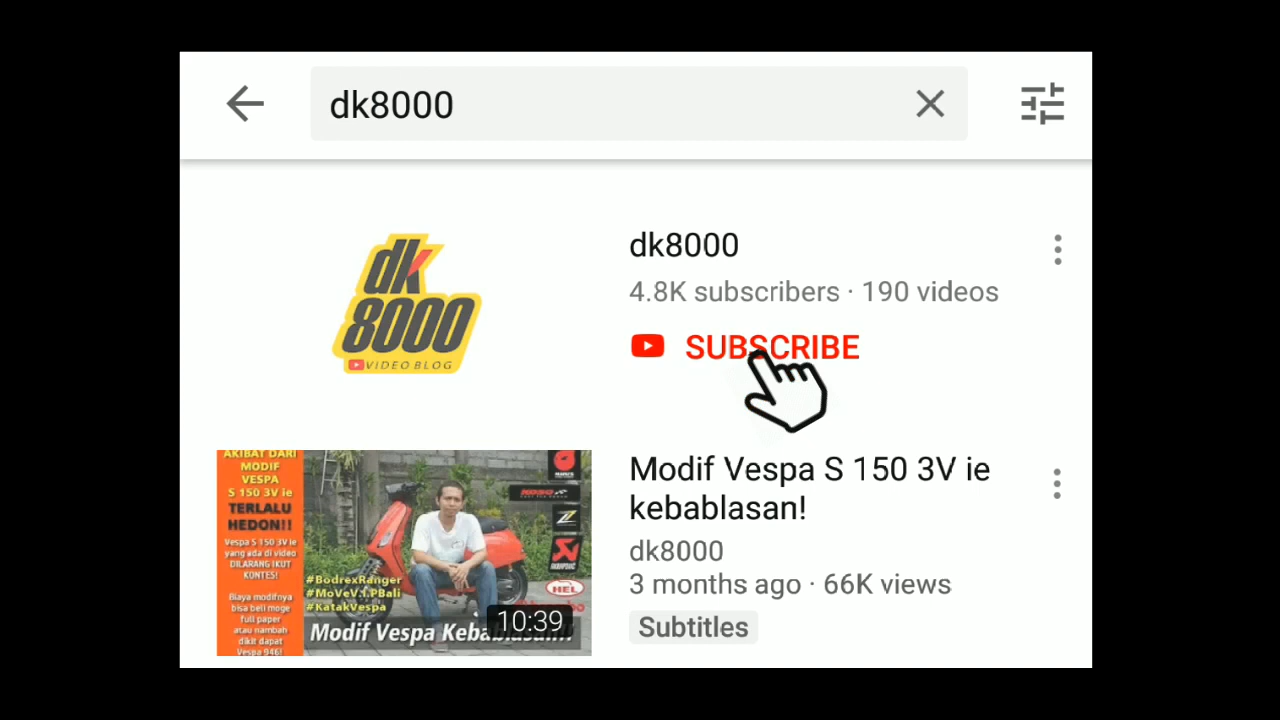 dk8000
dk
8000
VIDEO BLOG
dk8000
4.8K subscribers · 190 videos
SUBSCRIBE
AKIBAT DARI
MODIF
VESPA
S 150 3V ie
TERLALU
HEDON!!
Vespa S 150 3V ie
yang ada di video
DILARANG IKUT
KONTES!
Biaya modifnya
bisa beli moge
full paper
atau nambah
dikit dapat
Vespa 946!
#BodrexRanger
#MoVeV.I.PBali
#KatakVespa
Modif Vespa
10:39
HEL
Modif Vespa S 150 3V ie
kebablasan!
dk8000
3 months ago · 66K views
Subtitles